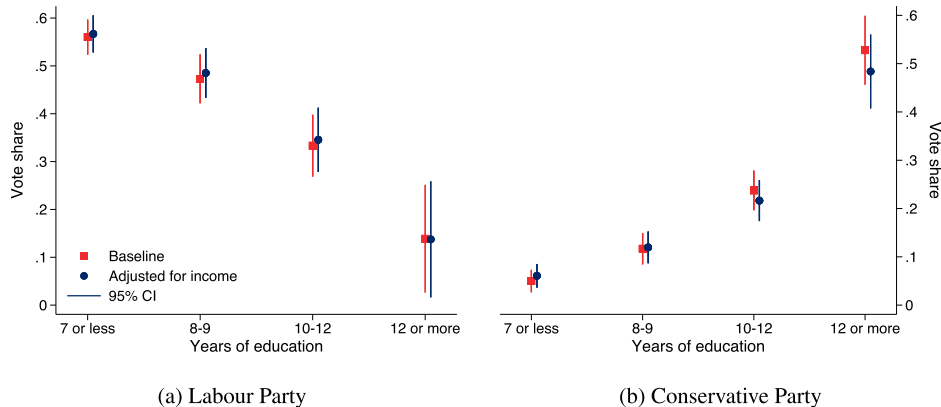 .6
.5
.4
.3
.2
.1
0
Vote share
Baseline
Adjusted for income
95% CI
7 or less 8-9 10-12 12 or more
Years of education
(a) Labour Party
.6
.5
.4
.3
.2
.1
0
Vote share
7 or less 8-9 10-12 12 or more
Years of education
(b) Conservative Party